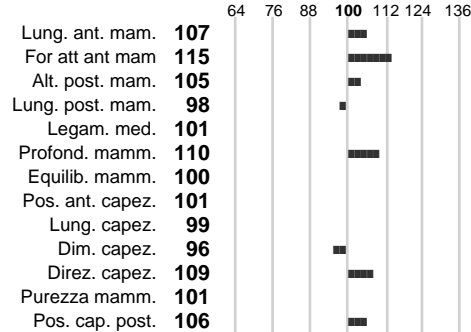 64 76 88 100 112 124 136
Lung. ant. mam. 107
For att ant mam 115
Alt. post. mam. 105
Lung. post. mam. 98
Legam. med. 101
Profond. mamm. 110
Equilib. mamm. 100
Pos. ant. capez. 101
Lung. capez. 99
Dim. capez. 96
Direz. capez. 109
Purezza mamm. 101
Pos. cap. post. 106